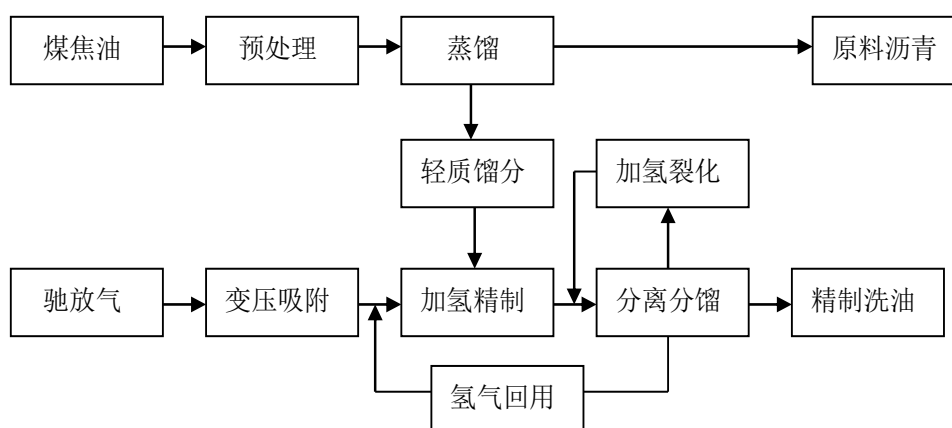 煤焦油
预处理
蒸馏
原料沥青
轻质馏分
加氢裂化
驰放气
变压吸附
加氢精制
分离分馏
精制洗油
氢气回用